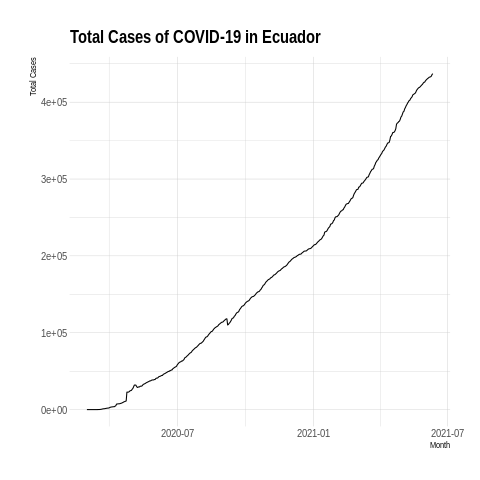 Total Cases of COVID-19 in Ecuador
Total Cases
4e+05
3e+05
2e+05
1e+05
0e+00
2020-07
2021-01
2021-07
Month